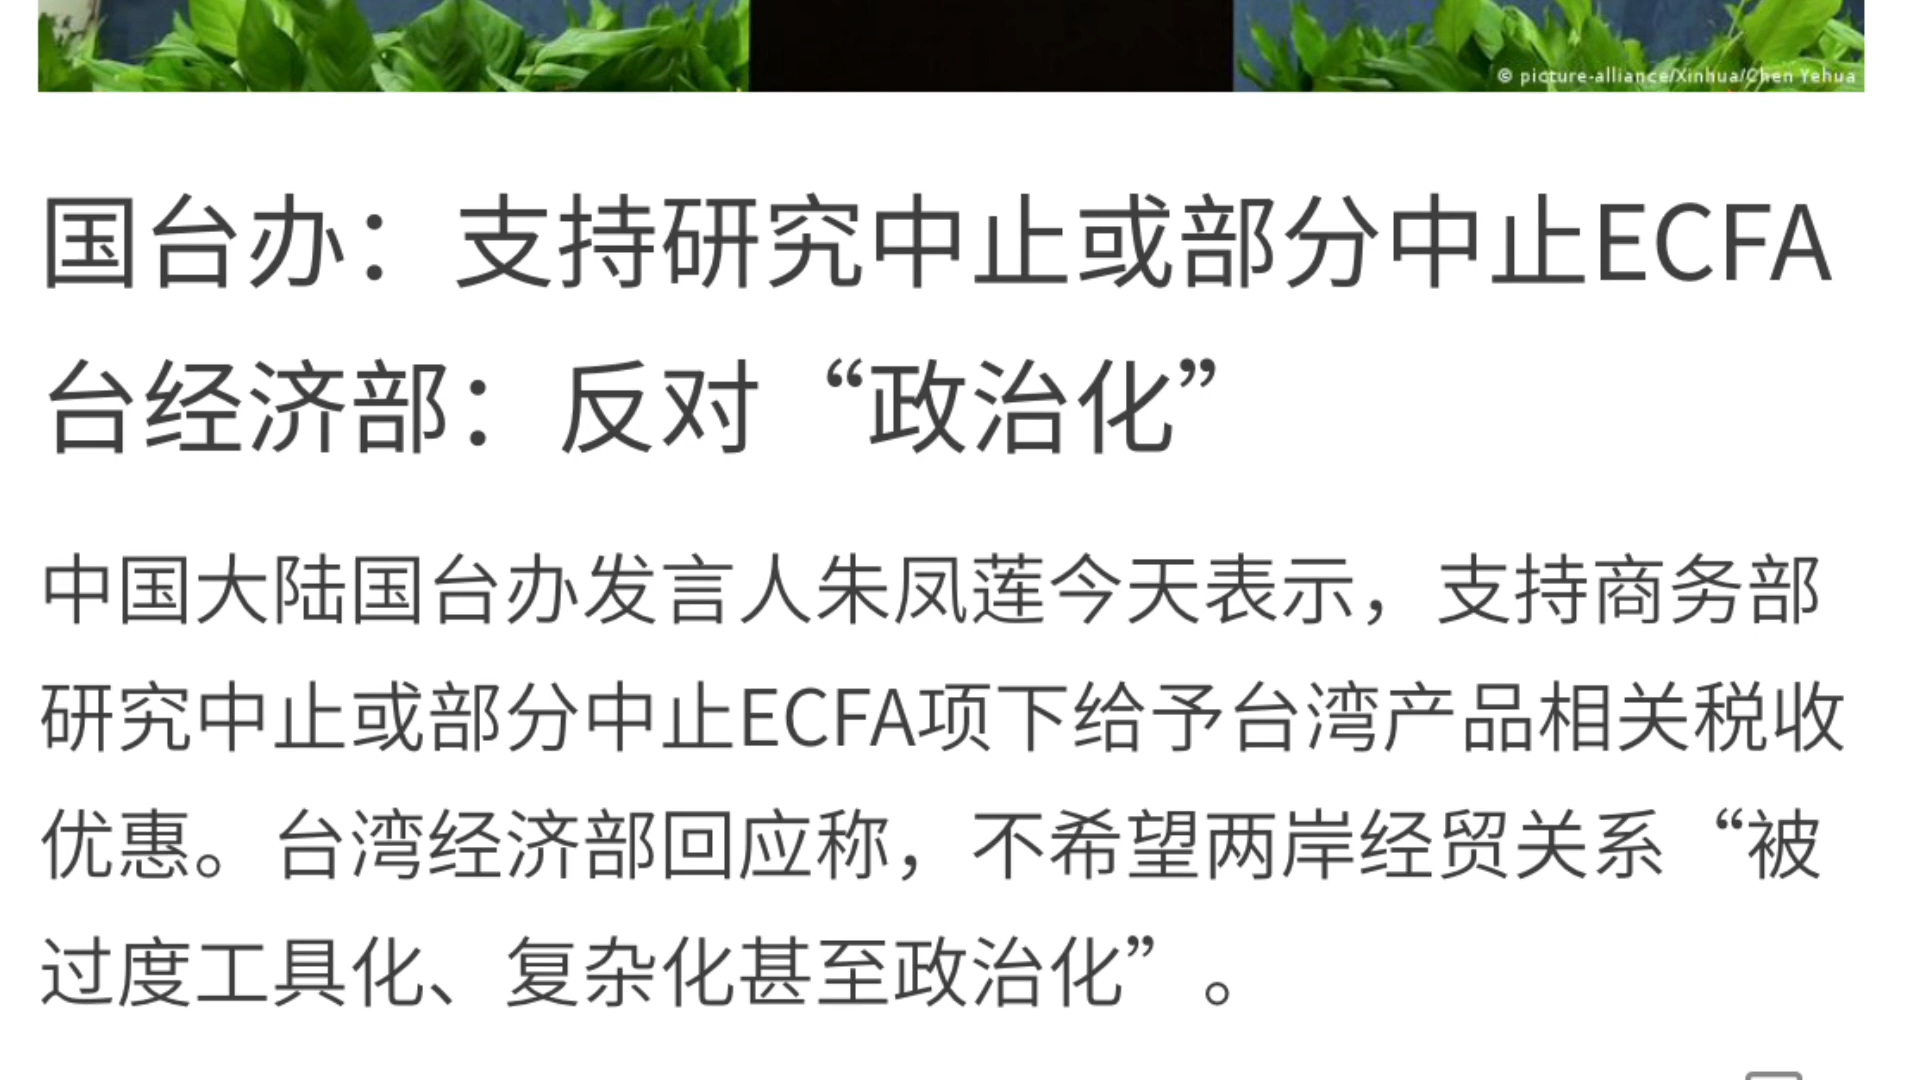 © picture-alliance/Xinhua/Chen Yehua
国台办：支持研究中止或部分中止ECFA
台经济部：反对“政治化”
中国大陆国台办发言人朱凤莲今天表示，支持商务部
研究中止或部分中止ECFA项下给予台湾产品相关税收
优惠。台湾经济部回应称，不希望两岸经贸关系“被
过度工具化、复杂化甚至政治化”。